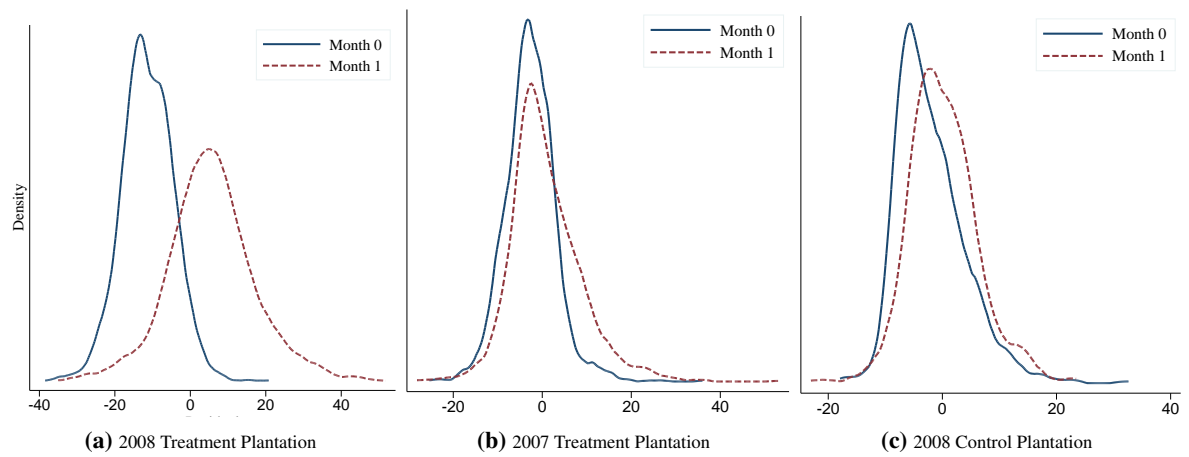 Density
Month 0
Month 1
-40 -20 0 20 40
(a) 2008 Treatment Plantation
Month 0
Month 1
-20 0 20 40
(b) 2007 Treatment Plantation
Month 0
Month 1
-20 0 20 40
(c) 2008 Control Plantation